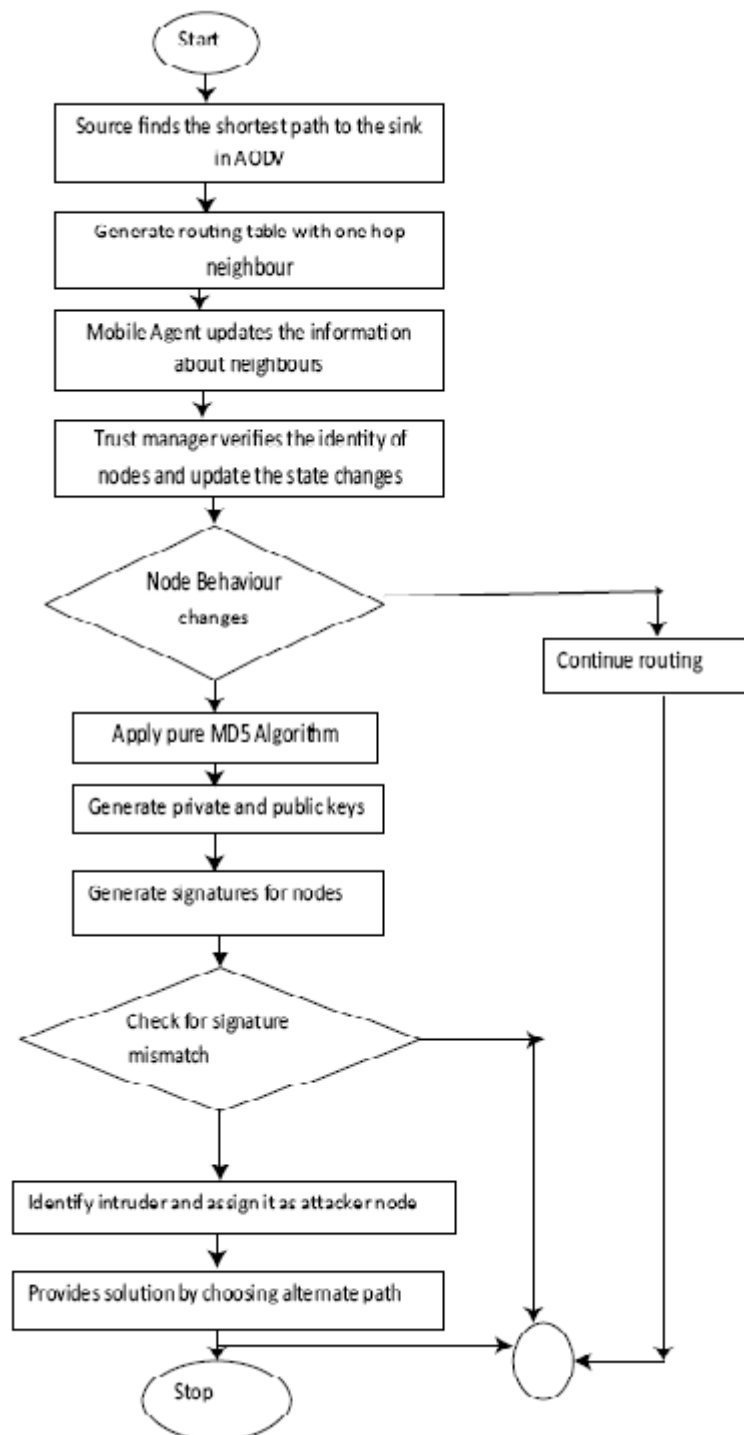 Start
Source finds the shortest path to the sink
in AODV
Generate routing table with one hop
neighbour
Mobile Agent updates the information
about neighbours
Trust manager verifies the identity of
nodes and update the state changes
Node Behaviour
changes
Continue routing
Apply pure MD5 Algorithm
Generate private and public keys
Generate signatures for nodes
Check for signature
mismatch
Identify intruder and assign it as attacker node
Provides solution by choosing alternate path
Stop